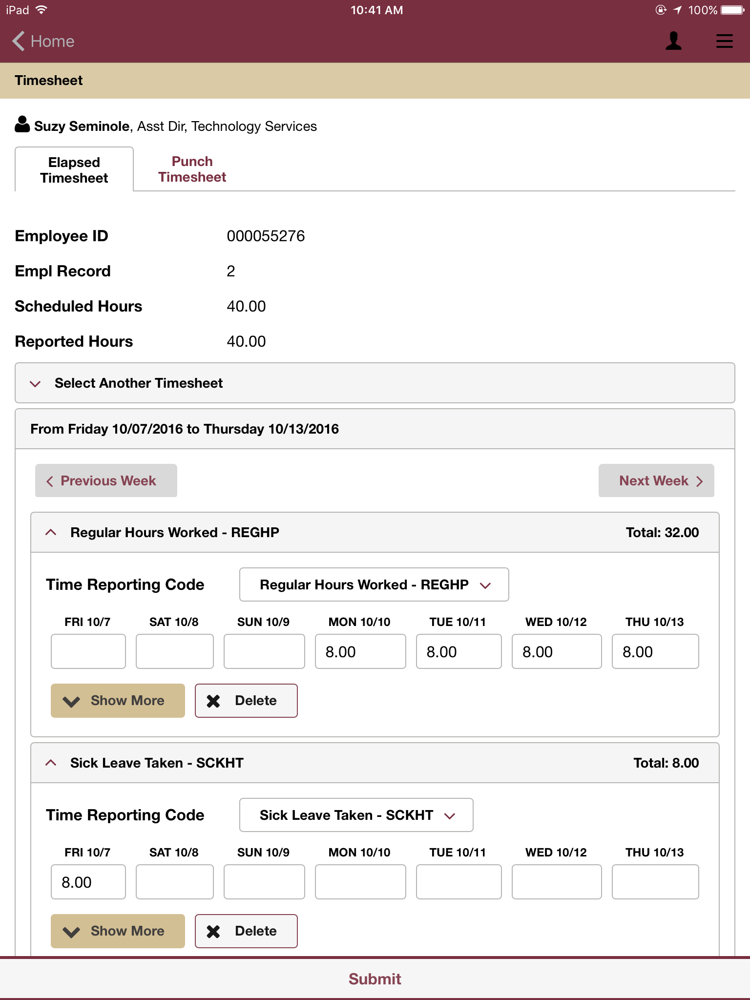 iPad 10:41 AM 100%
Home
Timesheet
Suzy Seminole, Asst Dir, Technology Services
Elapsed
Timesheet
Punch
Timesheet
Employee ID 000055276
Empl Record 2
Scheduled Hours 40.00
Reported Hours 40.00
Select Another Timesheet
From Friday 10/07/2016 to Thursday 10/13/2016
Previous Week Next Week
Regular Hours Worked - REGHP Total: 32.00
Time Reporting Code Regular Hours Worked - REGHP
FRI 10/7 SAT 10/8 SUN 10/9 MON 10/10 TUE 10/11 WED 10/12 THU 10/13
8.00 8.00 8.00 8.00
Show More Delete
Sick Leave Taken - SCKHT Total: 8.00
Time Reporting Code Sick Leave Taken - SCKHT
FRI 10/7 SAT 10/8 SUN 10/9 MON 10/10 TUE 10/11 WED 10/12 THU 10/13
8.00
Show More Delete
Submit